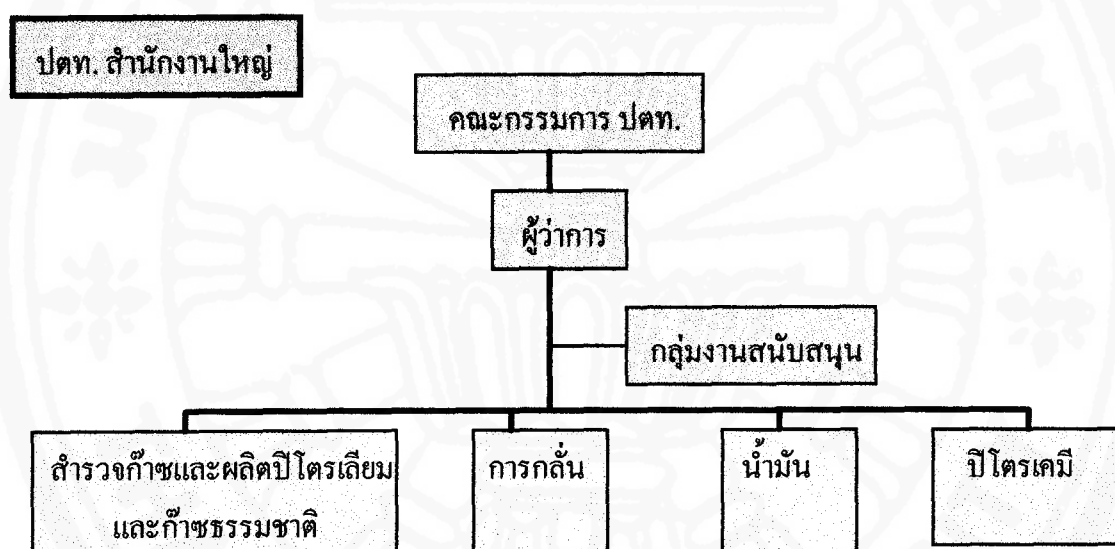 ปตท. สำนักงานใหญ่
คณะกรรมการ ปตท.
ผู้ว่าการ
กลุ่มงานสนับสนุน
สำรวจก๊าซและผลิตปิโตรเลียม
และก๊าซธรรมชาติ
การกลั่น
น้ำมัน
ปิโตรเคมี